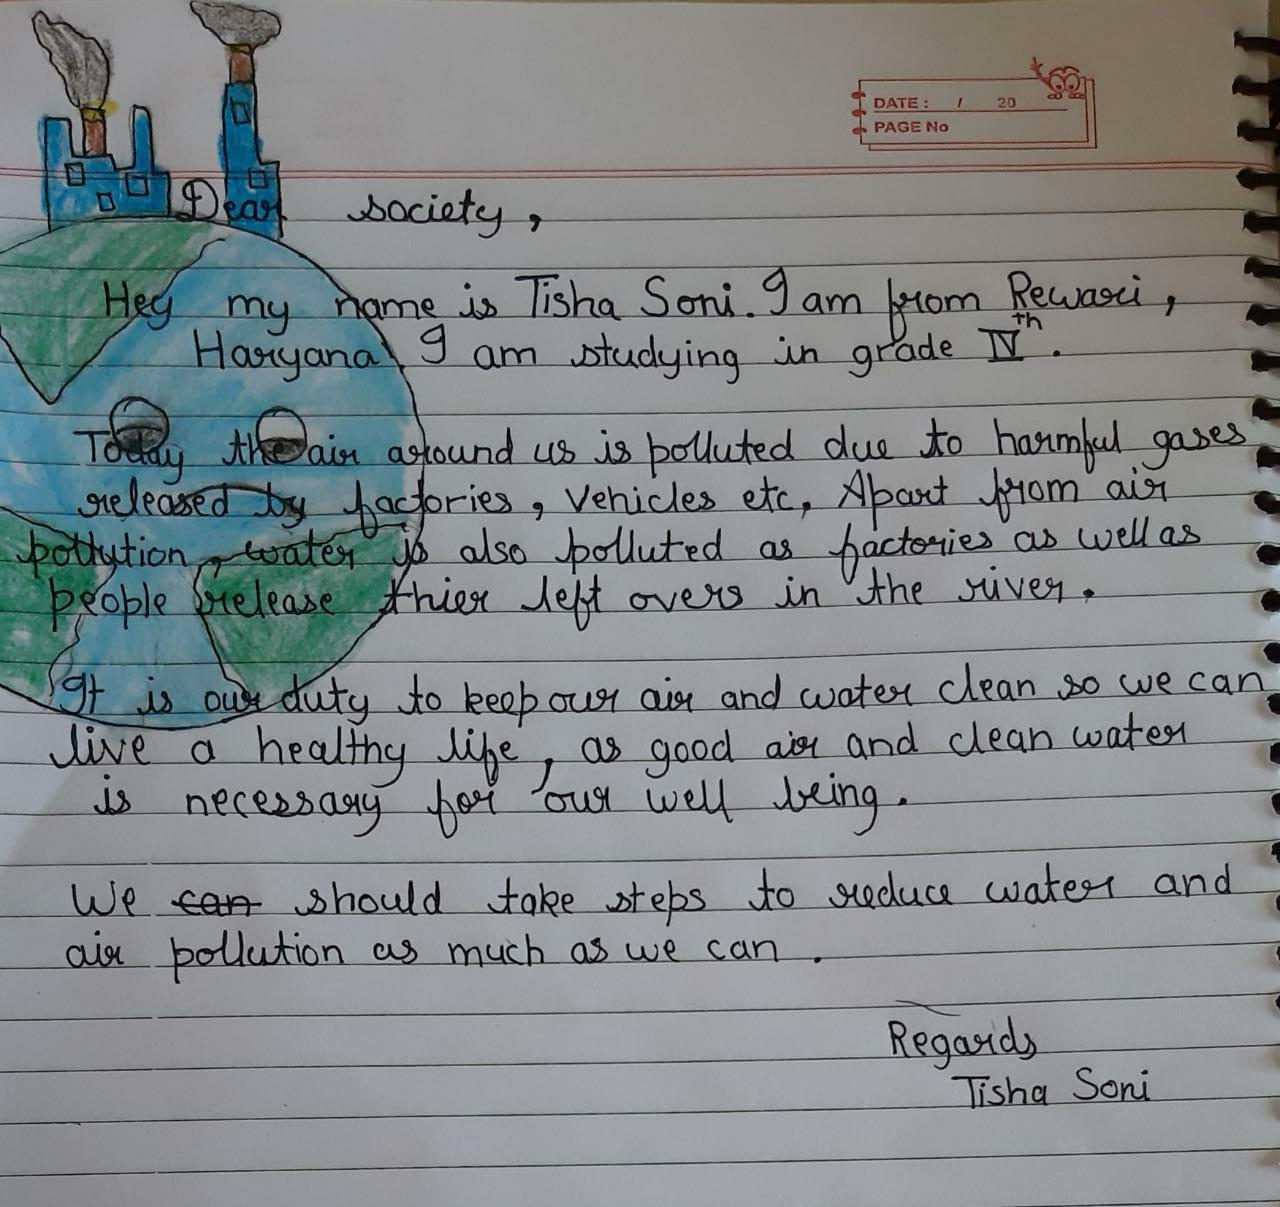 DATE : / 20
PAGE No
Dear society,
Hey my name is Tisha Soni. I am from Rewari,
Haryana I am studying in grade IVth.
Today the air around us is polluted due to harmful gases
released by factories, vehicles etc, Apart from air
pollution, water is also polluted as factories as well as
people release thier left overs in the river.
It is our duty to keep our air and water clean so we can
live a healthy life, as good air and clean water
is necessary for our well being.
We can should take steps to reduce water and
air pollution as much as we can.
Regards
Tisha Soni